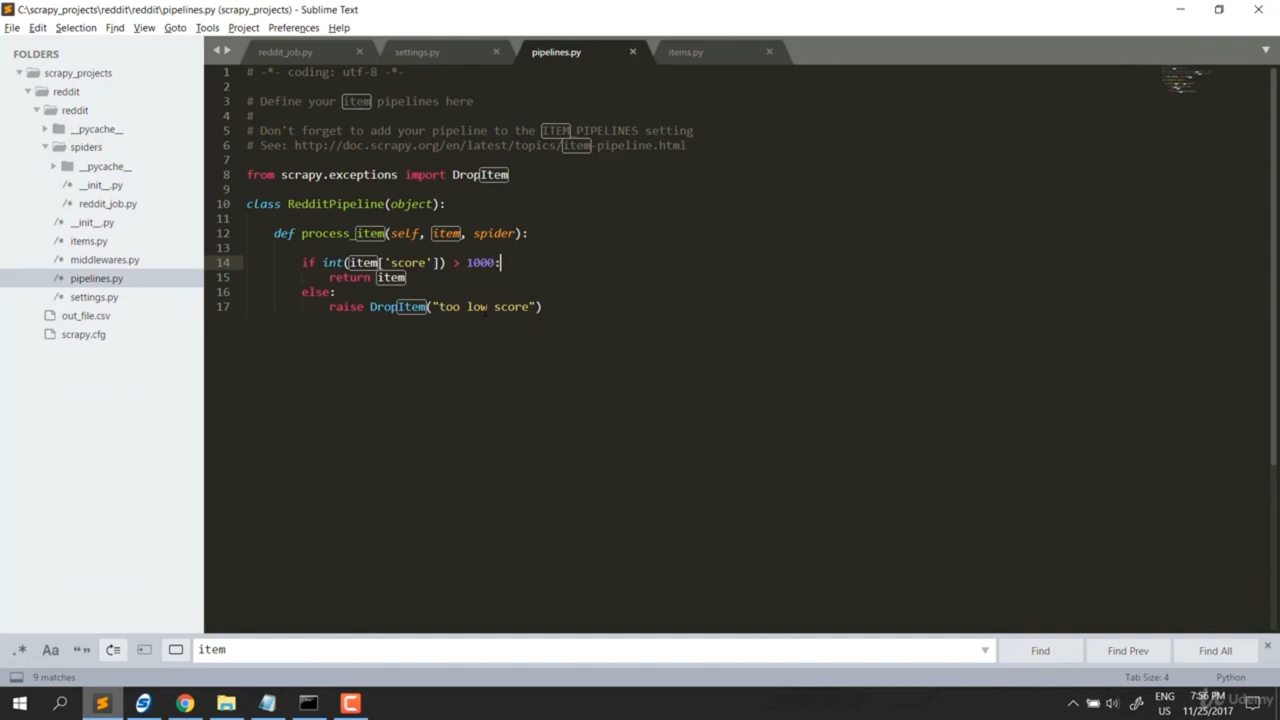 C:\scrapy_projects\reddit\reddit\pipelines.py (scrapy_projects) - Sublime Text
File Edit Selection Find View Goto Tools Project Preferences Help
FOLDERS
scrapy_projects
reddit
reddit
__pycache__
spiders
__pycache__
__init__.py
reddit_job.py
__init__.py
items.py
middlewares.py
pipelines.py
settings.py
out_file.csv
scrapy.cfg
reddit_job.py settings.py pipelines.py items.py
1 # -*- coding: utf-8 -*-
2
3 # Define your item pipelines here
4 #
5 # Don't forget to add your pipeline to the ITEM_PIPELINES setting
6 # See: http://doc.scrapy.org/en/latest/topics/item-pipeline.html
7
8 from scrapy.exceptions import DropItem
9
10 class RedditPipeline(object):
11
12 def process_item(self, item, spider):
13
14 if int(item['score']) > 1000:
15 return item
16 else:
17 raise DropItem("too low score")
.* Aa “” item Find Find Prev Find All
9 matches Tab Size: 4 Python
ENG
US
7:56 PM
11/25/2017
Udemy